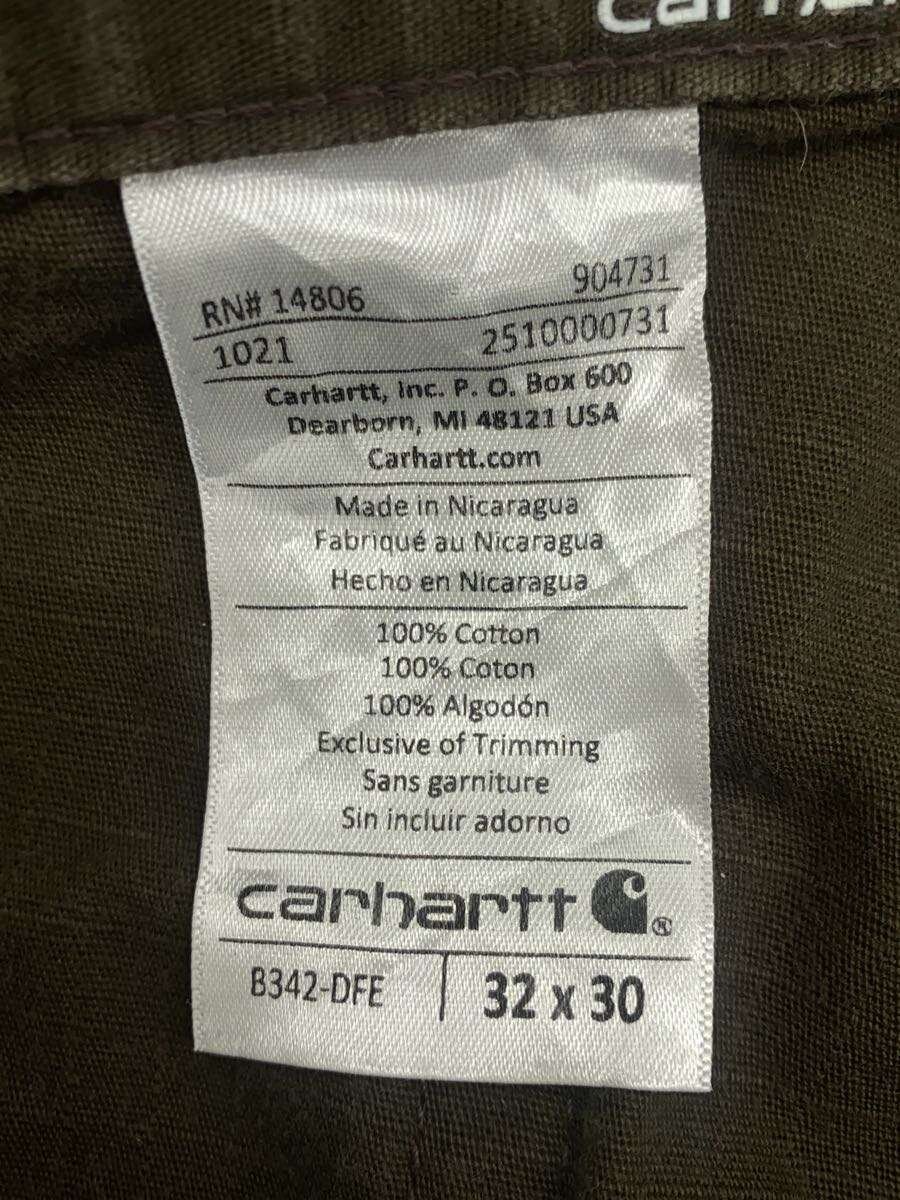 RN# 14806 904731
1021 2510000731
Carhartt, Inc. P. O. Box 600
Dearborn, MI 48121 USA
Carhartt.com
Made in Nicaragua
Fabriqué au Nicaragua
Hecho en Nicaragua
100% Cotton
100% Coton
100% Algodón
Exclusive of Trimming
Sans garniture
Sin incluir adorno
carhartt ®
B342-DFE 32 x 30